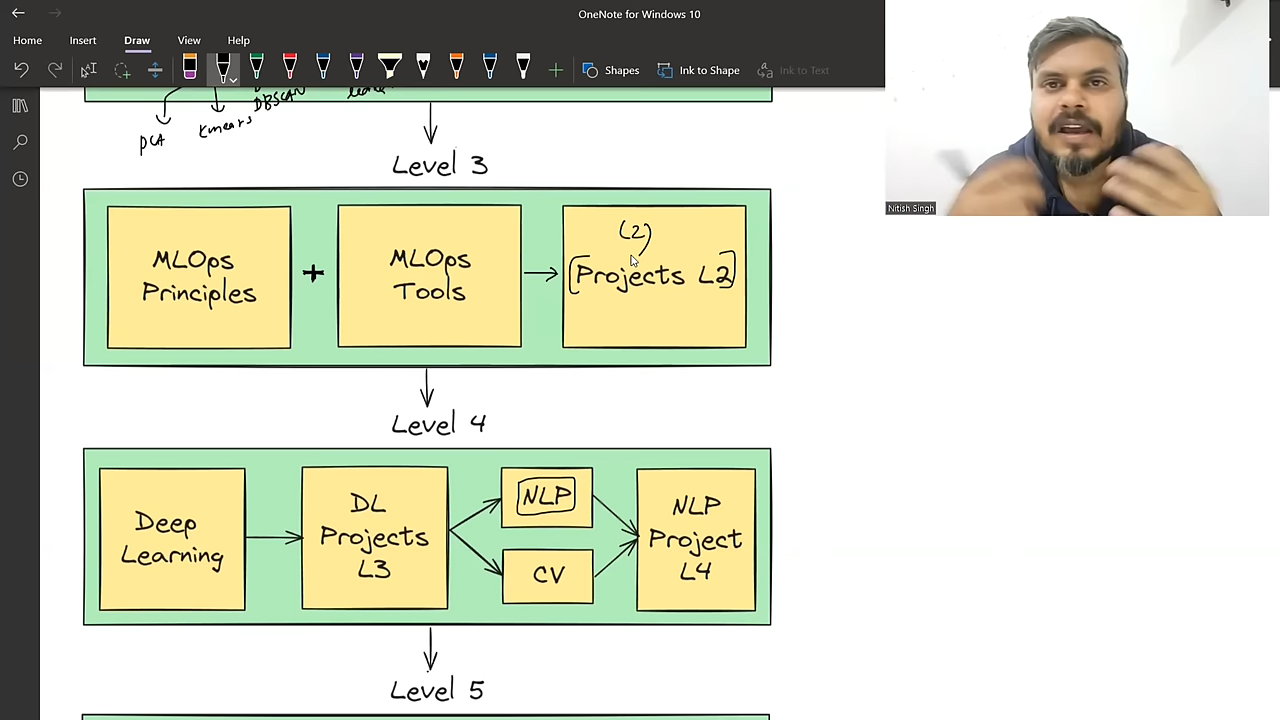 OneNote for Windows 10
Home Insert Draw View Help
Shapes Ink to Shape Ink to Text
PCA Kmeans DBSCAN
Level 3
MLOps
Principles
+
MLOps
Tools
(2)
[Projects L2]
Level 4
Deep
Learning
DL
Projects
L3
NLP
CV
NLP
Project
L4
Level 5
Nitish Singh